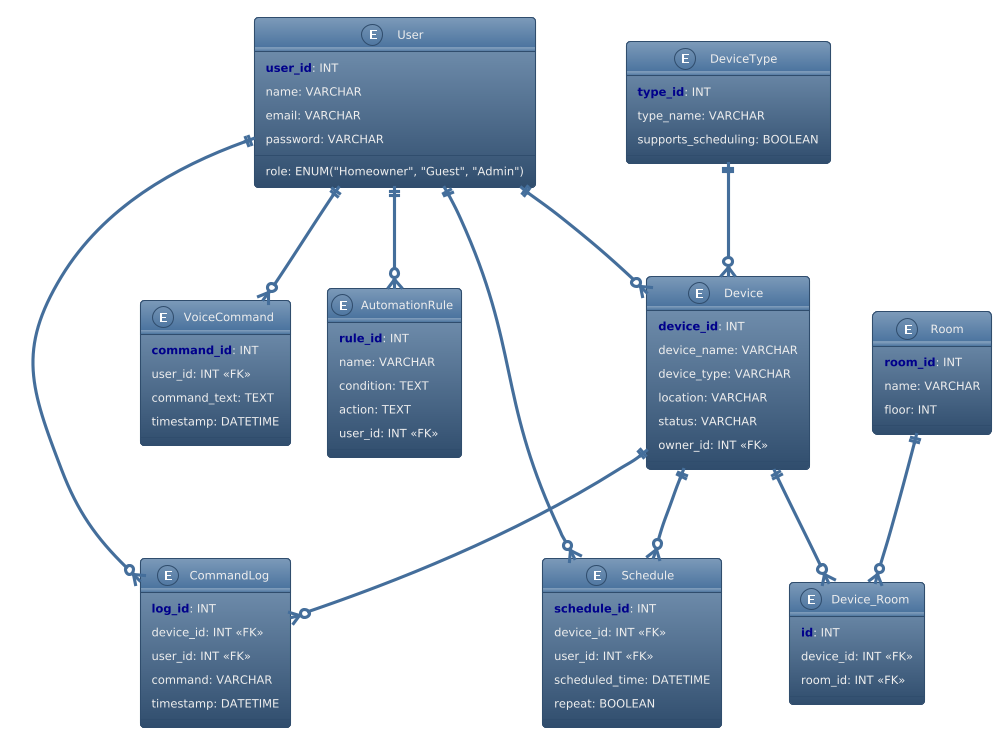 E User
user_id: INT
name: VARCHAR
email: VARCHAR
password: VARCHAR
role: ENUM("Homeowner", "Guest", "Admin")
E DeviceType
type_id: INT
type_name: VARCHAR
supports_scheduling: BOOLEAN
E VoiceCommand
command_id: INT
user_id: INT «FK»
command_text: TEXT
timestamp: DATETIME
E AutomationRule
rule_id: INT
name: VARCHAR
condition: TEXT
action: TEXT
user_id: INT «FK»
E Device
device_id: INT
device_name: VARCHAR
device_type: VARCHAR
location: VARCHAR
status: VARCHAR
owner_id: INT «FK»
E Room
room_id: INT
name: VARCHAR
floor: INT
E CommandLog
log_id: INT
device_id: INT «FK»
user_id: INT «FK»
command: VARCHAR
timestamp: DATETIME
E Schedule
schedule_id: INT
device_id: INT «FK»
user_id: INT «FK»
scheduled_time: DATETIME
repeat: BOOLEAN
E Device_Room
id: INT
device_id: INT «FK»
room_id: INT «FK»